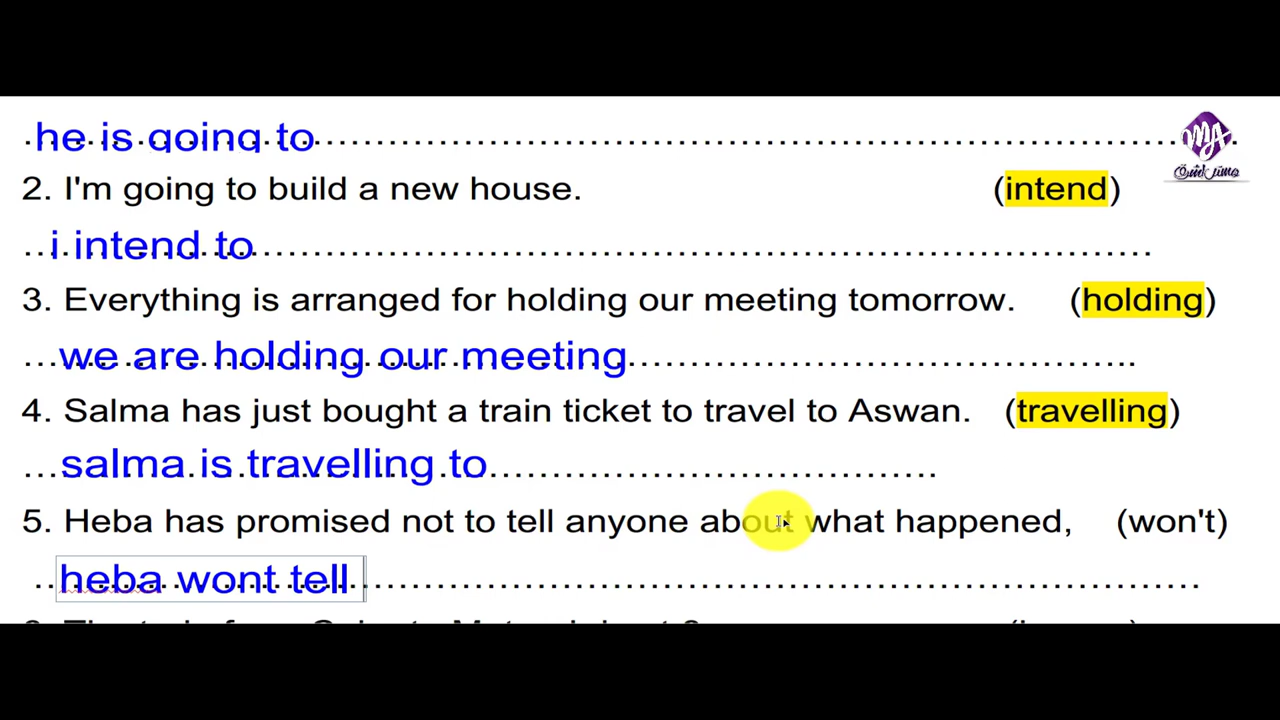 he is going to
2. I'm going to build a new house. (intend)
i intend to
3. Everything is arranged for holding our meeting tomorrow. (holding)
we are holding our meeting
4. Salma has just bought a train ticket to travel to Aswan. (travelling)
salma is travelling to
5. Heba has promised not to tell anyone about what happened, (won't)
heba wont tell
MA